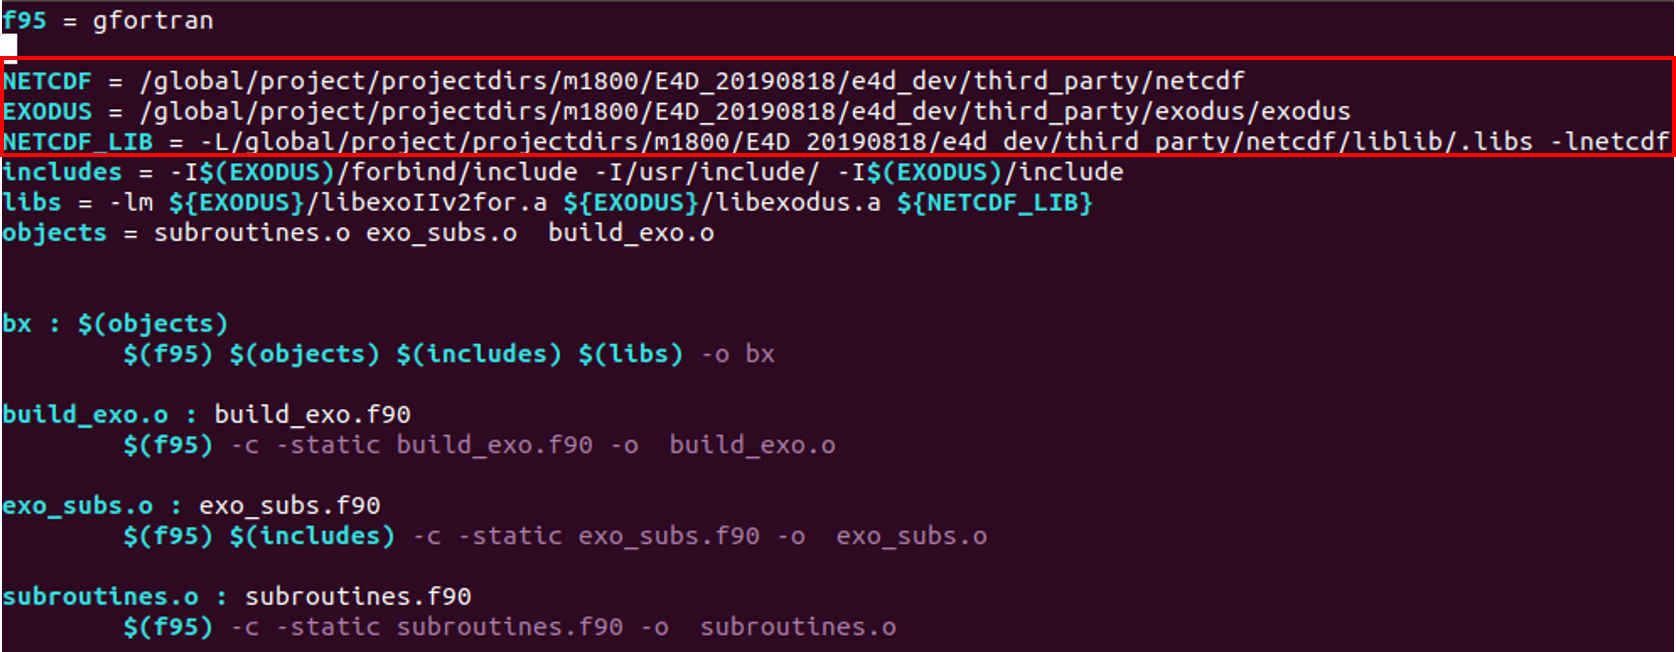 f95 = gfortran
NETCDF = /global/project/projectdirs/m1800/E4D_20190818/e4d_dev/third_party/netcdf
EXODUS = /global/project/projectdirs/m1800/E4D_20190818/e4d_dev/third_party/exodus/exodus
NETCDF_LIB = -L/global/project/projectdirs/m1800/E4D_20190818/e4d_dev/third_party/netcdf/liblib/.libs -lnetcdf
includes = -I$(EXODUS)/forbind/include -I/usr/include/ -I$(EXODUS)/include
libs = -lm ${EXODUS}/libexoIIv2for.a ${EXODUS}/libexodus.a ${NETCDF_LIB}
objects = subroutines.o exo_subs.o  build_exo.o
bx : $(objects)
        $(f95) $(objects) $(includes) $(libs) -o bx
build_exo.o : build_exo.f90
        $(f95) -c -static build_exo.f90 -o  build_exo.o
exo_subs.o : exo_subs.f90
        $(f95) $(includes) -c -static exo_subs.f90 -o  exo_subs.o
subroutines.o : subroutines.f90
        $(f95) -c -static subroutines.f90 -o  subroutines.o